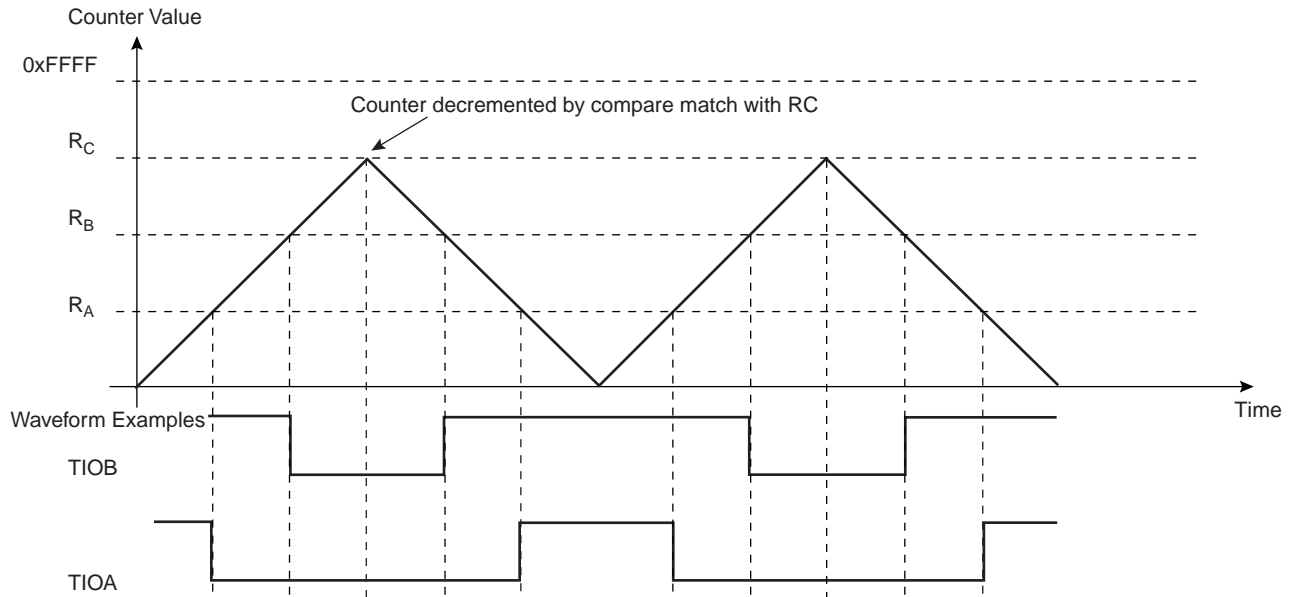 Counter Value
0xFFFF
Counter decremented by compare match with RC
RC
RB
RA
Time
Waveform Examples
TIOB
TIOA